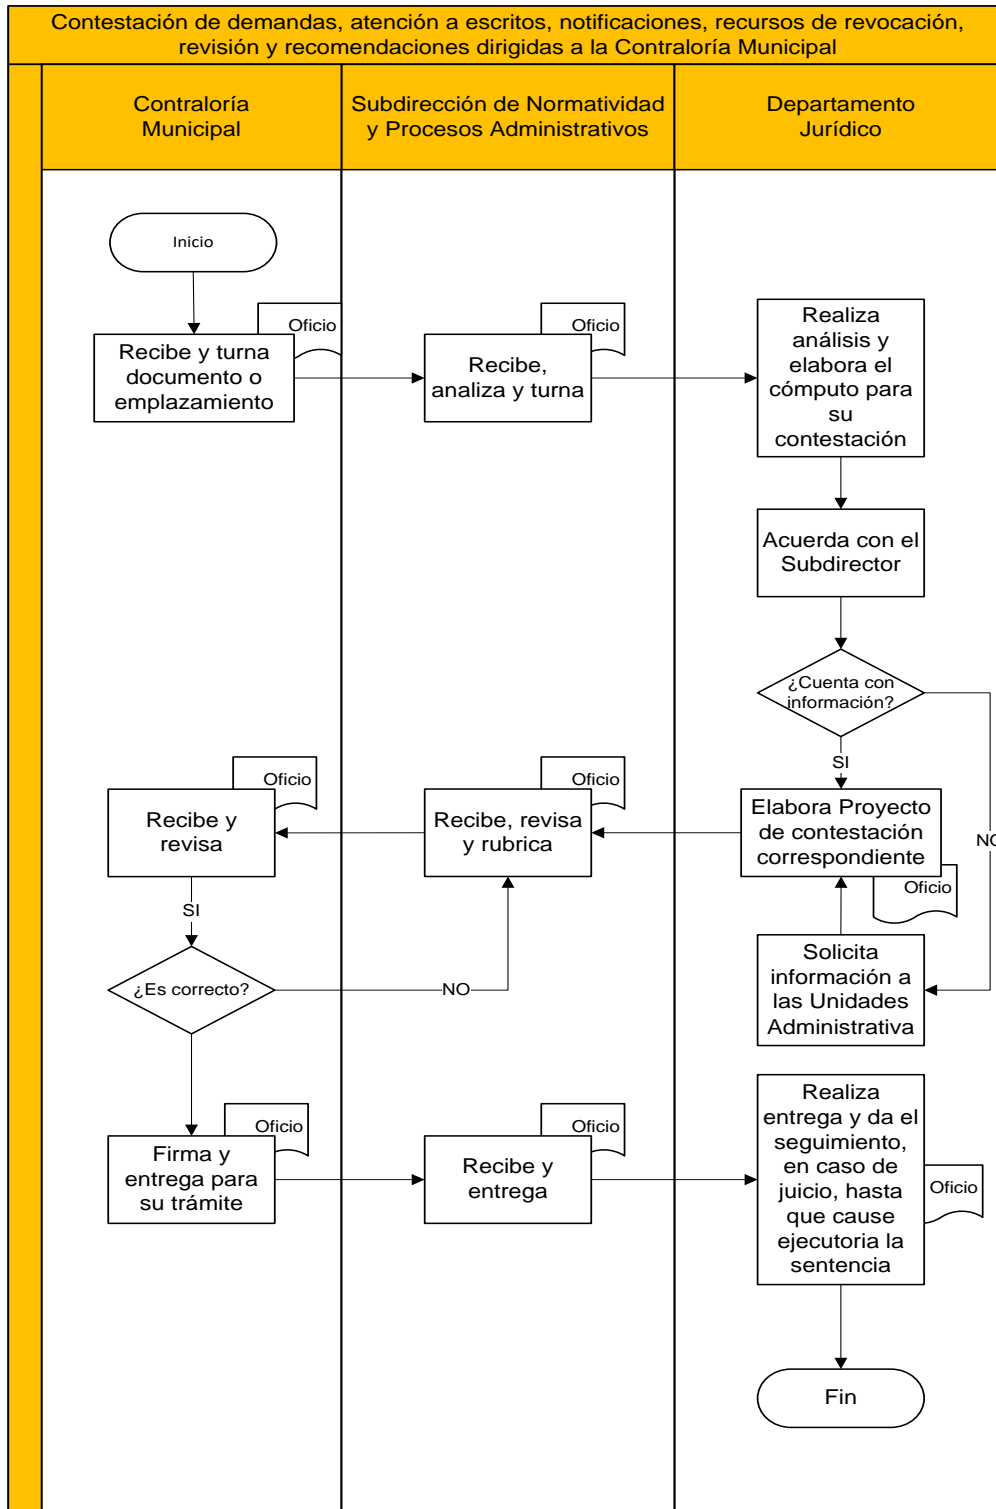 Contestación de demandas, atención a escritos, notificaciones, recursos de revocación,
revisión y recomendaciones dirigidas a la Contraloría Municipal
Contraloría
Municipal
Subdirección de Normatividad
y Procesos Administrativos
Departamento
Jurídico
Inicio
Oficio
Recibe y turna
documento o
emplazamiento
Oficio
Recibe,
analiza y turna
Realiza
análisis y
elabora el
cómputo para
su
contestación
Acuerda con el
Subdirector
¿Cuenta con
información?
SI
NO
Elabora Proyecto
de contestación
correspondiente
Oficio
Solicita
información a
las Unidades
Administrativa
Oficio
Recibe, revisa
y rubrica
Oficio
Recibe y
revisa
SI
¿Es correcto?
NO
Oficio
Firma y
entrega para
su trámite
Oficio
Recibe y
entrega
Realiza
entrega y da el
seguimiento,
en caso de
juicio, hasta
que cause
ejecutoria la
sentencia
Oficio
Fin